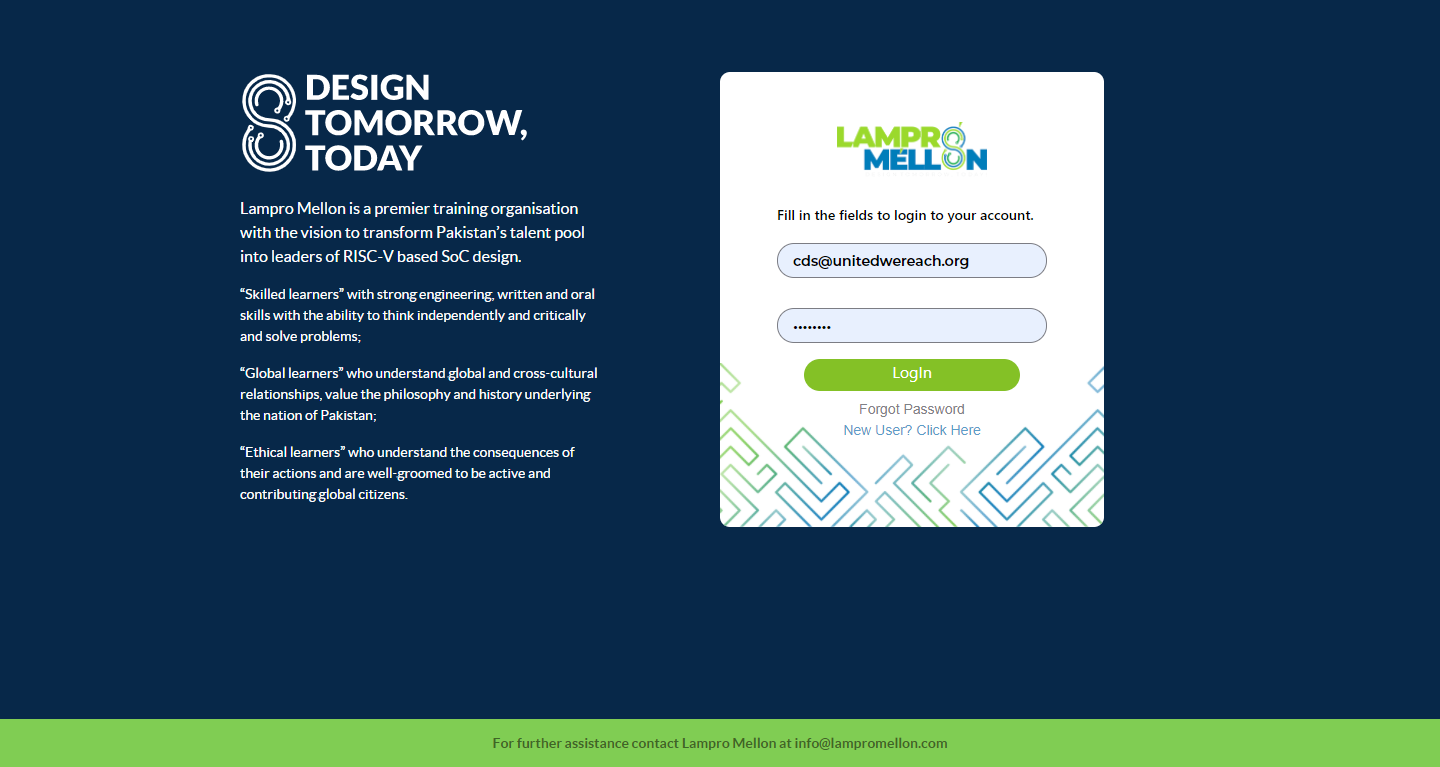 DESIGN
TOMORROW,
TODAY
Lampro Mellon is a premier training organisation
with the vision to transform Pakistan’s talent pool
into leaders of RISC-V based SoC design.
“Skilled learners” with strong engineering, written and oral
skills with the ability to think independently and critically
and solve problems;
“Global learners” who understand global and cross-cultural
relationships, value the philosophy and history underlying
the nation of Pakistan;
“Ethical learners” who understand the consequences of
their actions and are well-groomed to be active and
contributing global citizens.
LAMPRO
MELLON
Fill in the fields to login to your account.
cds@unitedwereach.org
••••••••
LogIn
Forgot Password
New User? Click Here
For further assistance contact Lampro Mellon at info@lampromellon.com